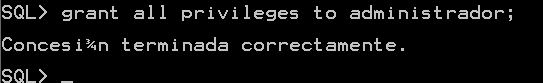 SQL> grant all privileges to administrador;
Concesi¾n terminada correctamente.
SQL> _